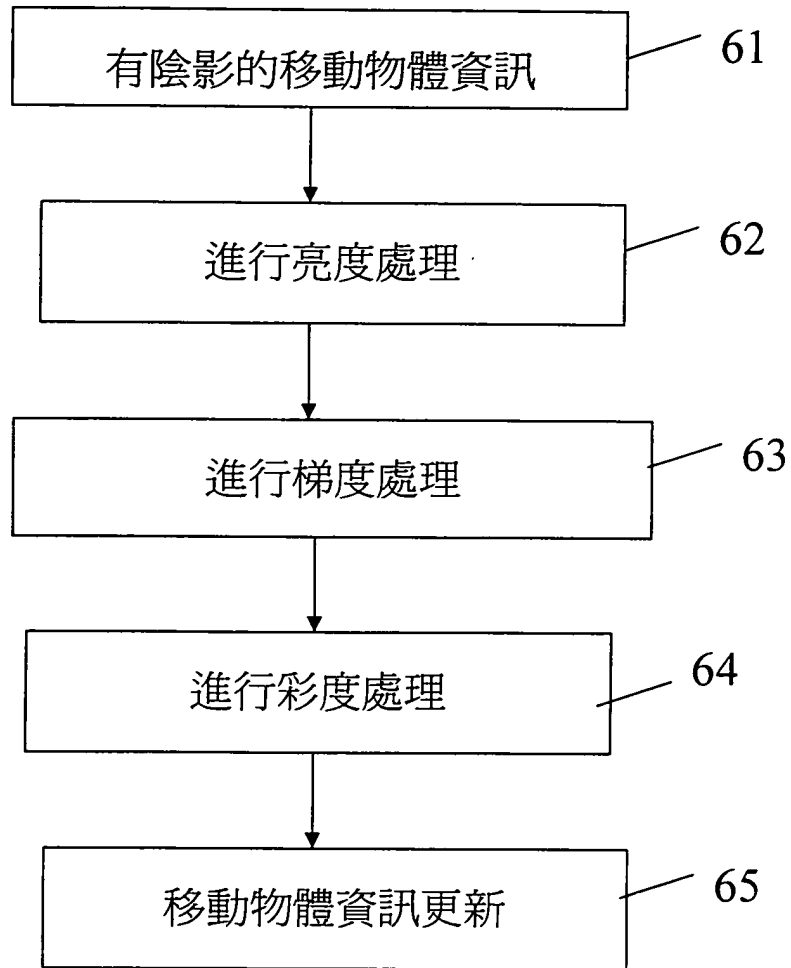 有陰影的移動物體資訊
61
進行亮度處理
62
進行梯度處理
63
進行彩度處理
64
移動物體資訊更新
65